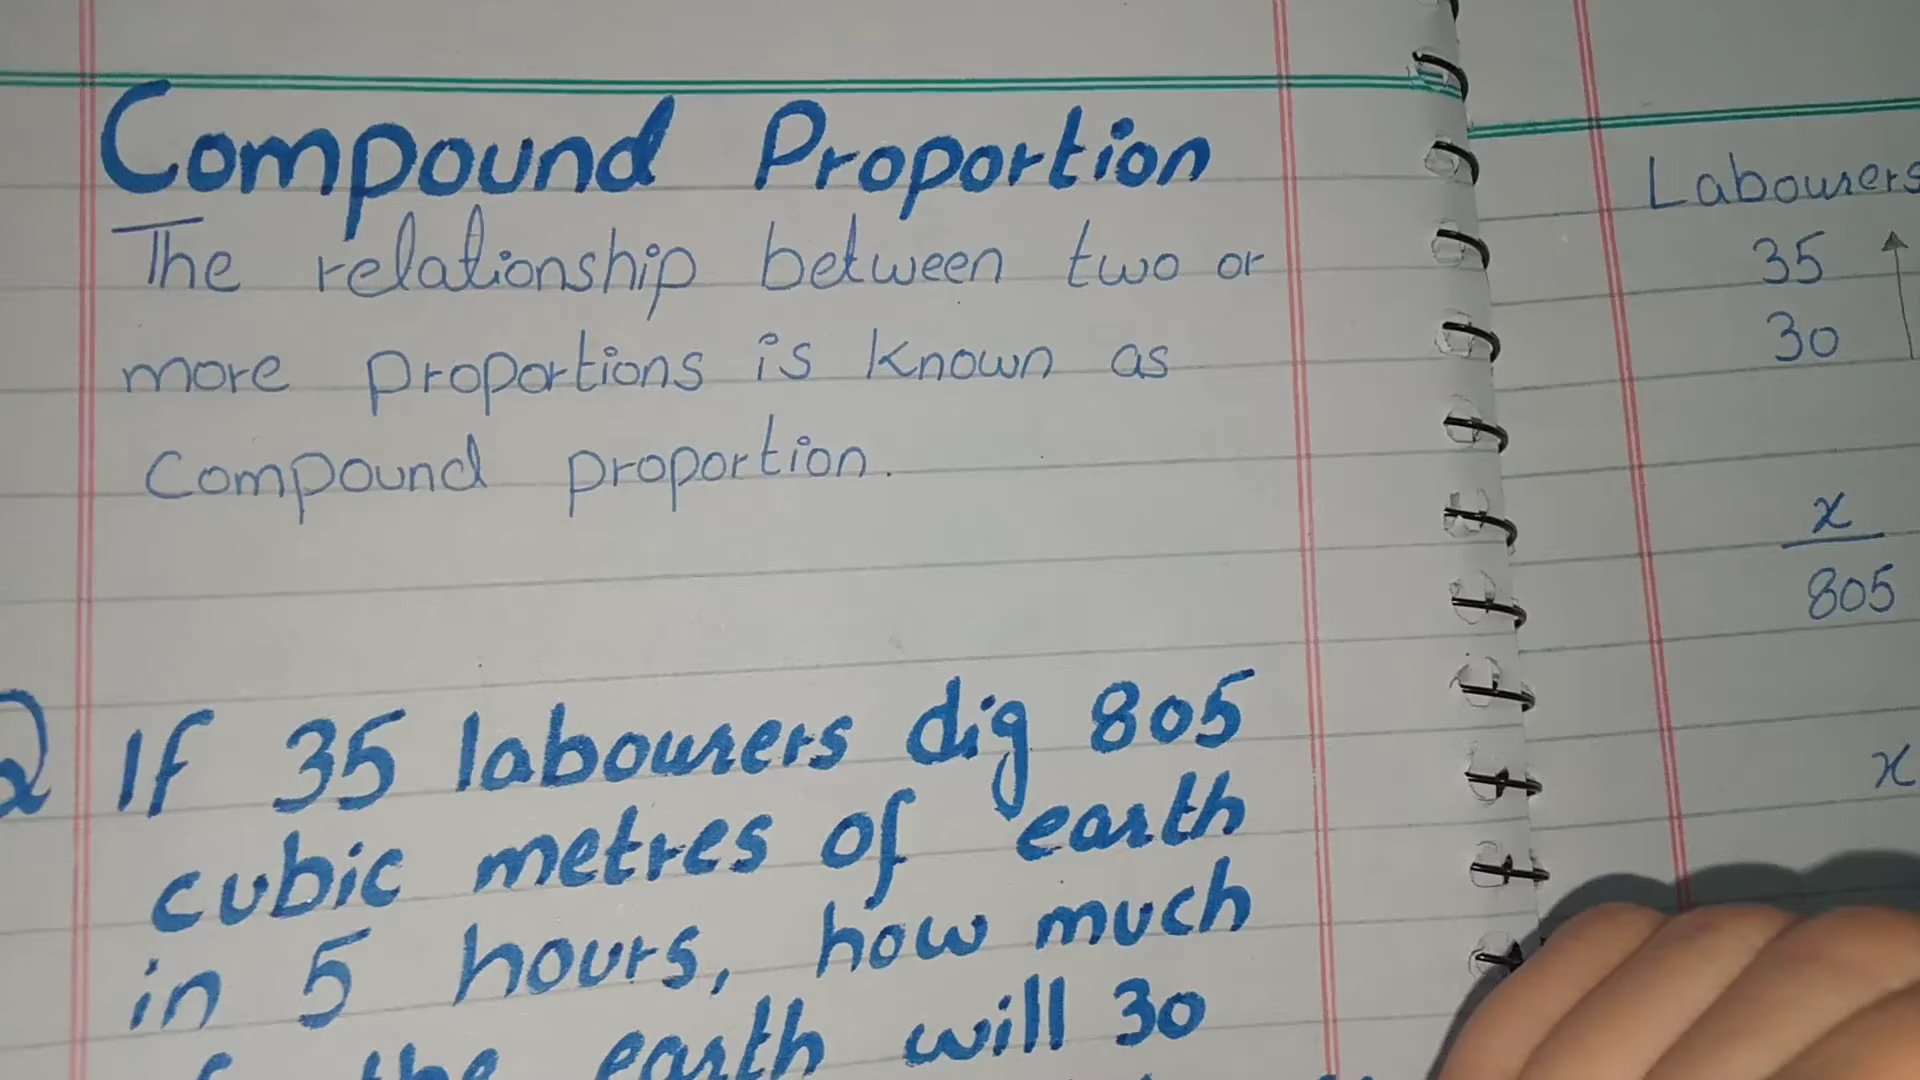 Compound Proportion
The relationship between two or
more proportions is known as
compound proportion.
Q If 35 labourers dig 805
cubic metres of earth
in 5 hours, how much
the earth will 30
Labourers
35
30
x
805
x